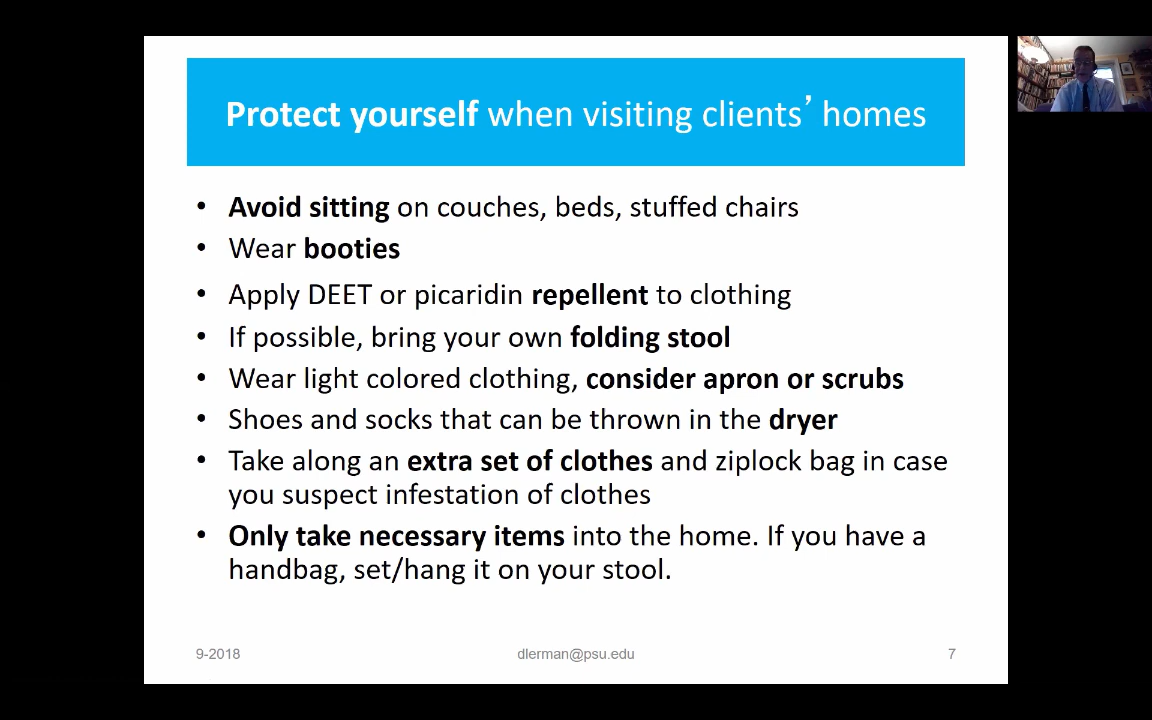 Protect yourself when visiting clients’ homes
• Avoid sitting on couches, beds, stuffed chairs
• Wear booties
• Apply DEET or picaridin repellent to clothing
• If possible, bring your own folding stool
• Wear light colored clothing, consider apron or scrubs
• Shoes and socks that can be thrown in the dryer
• Take along an extra set of clothes and ziplock bag in case
you suspect infestation of clothes
• Only take necessary items into the home. If you have a
handbag, set/hang it on your stool.
9-2018
dlerman@psu.edu
7